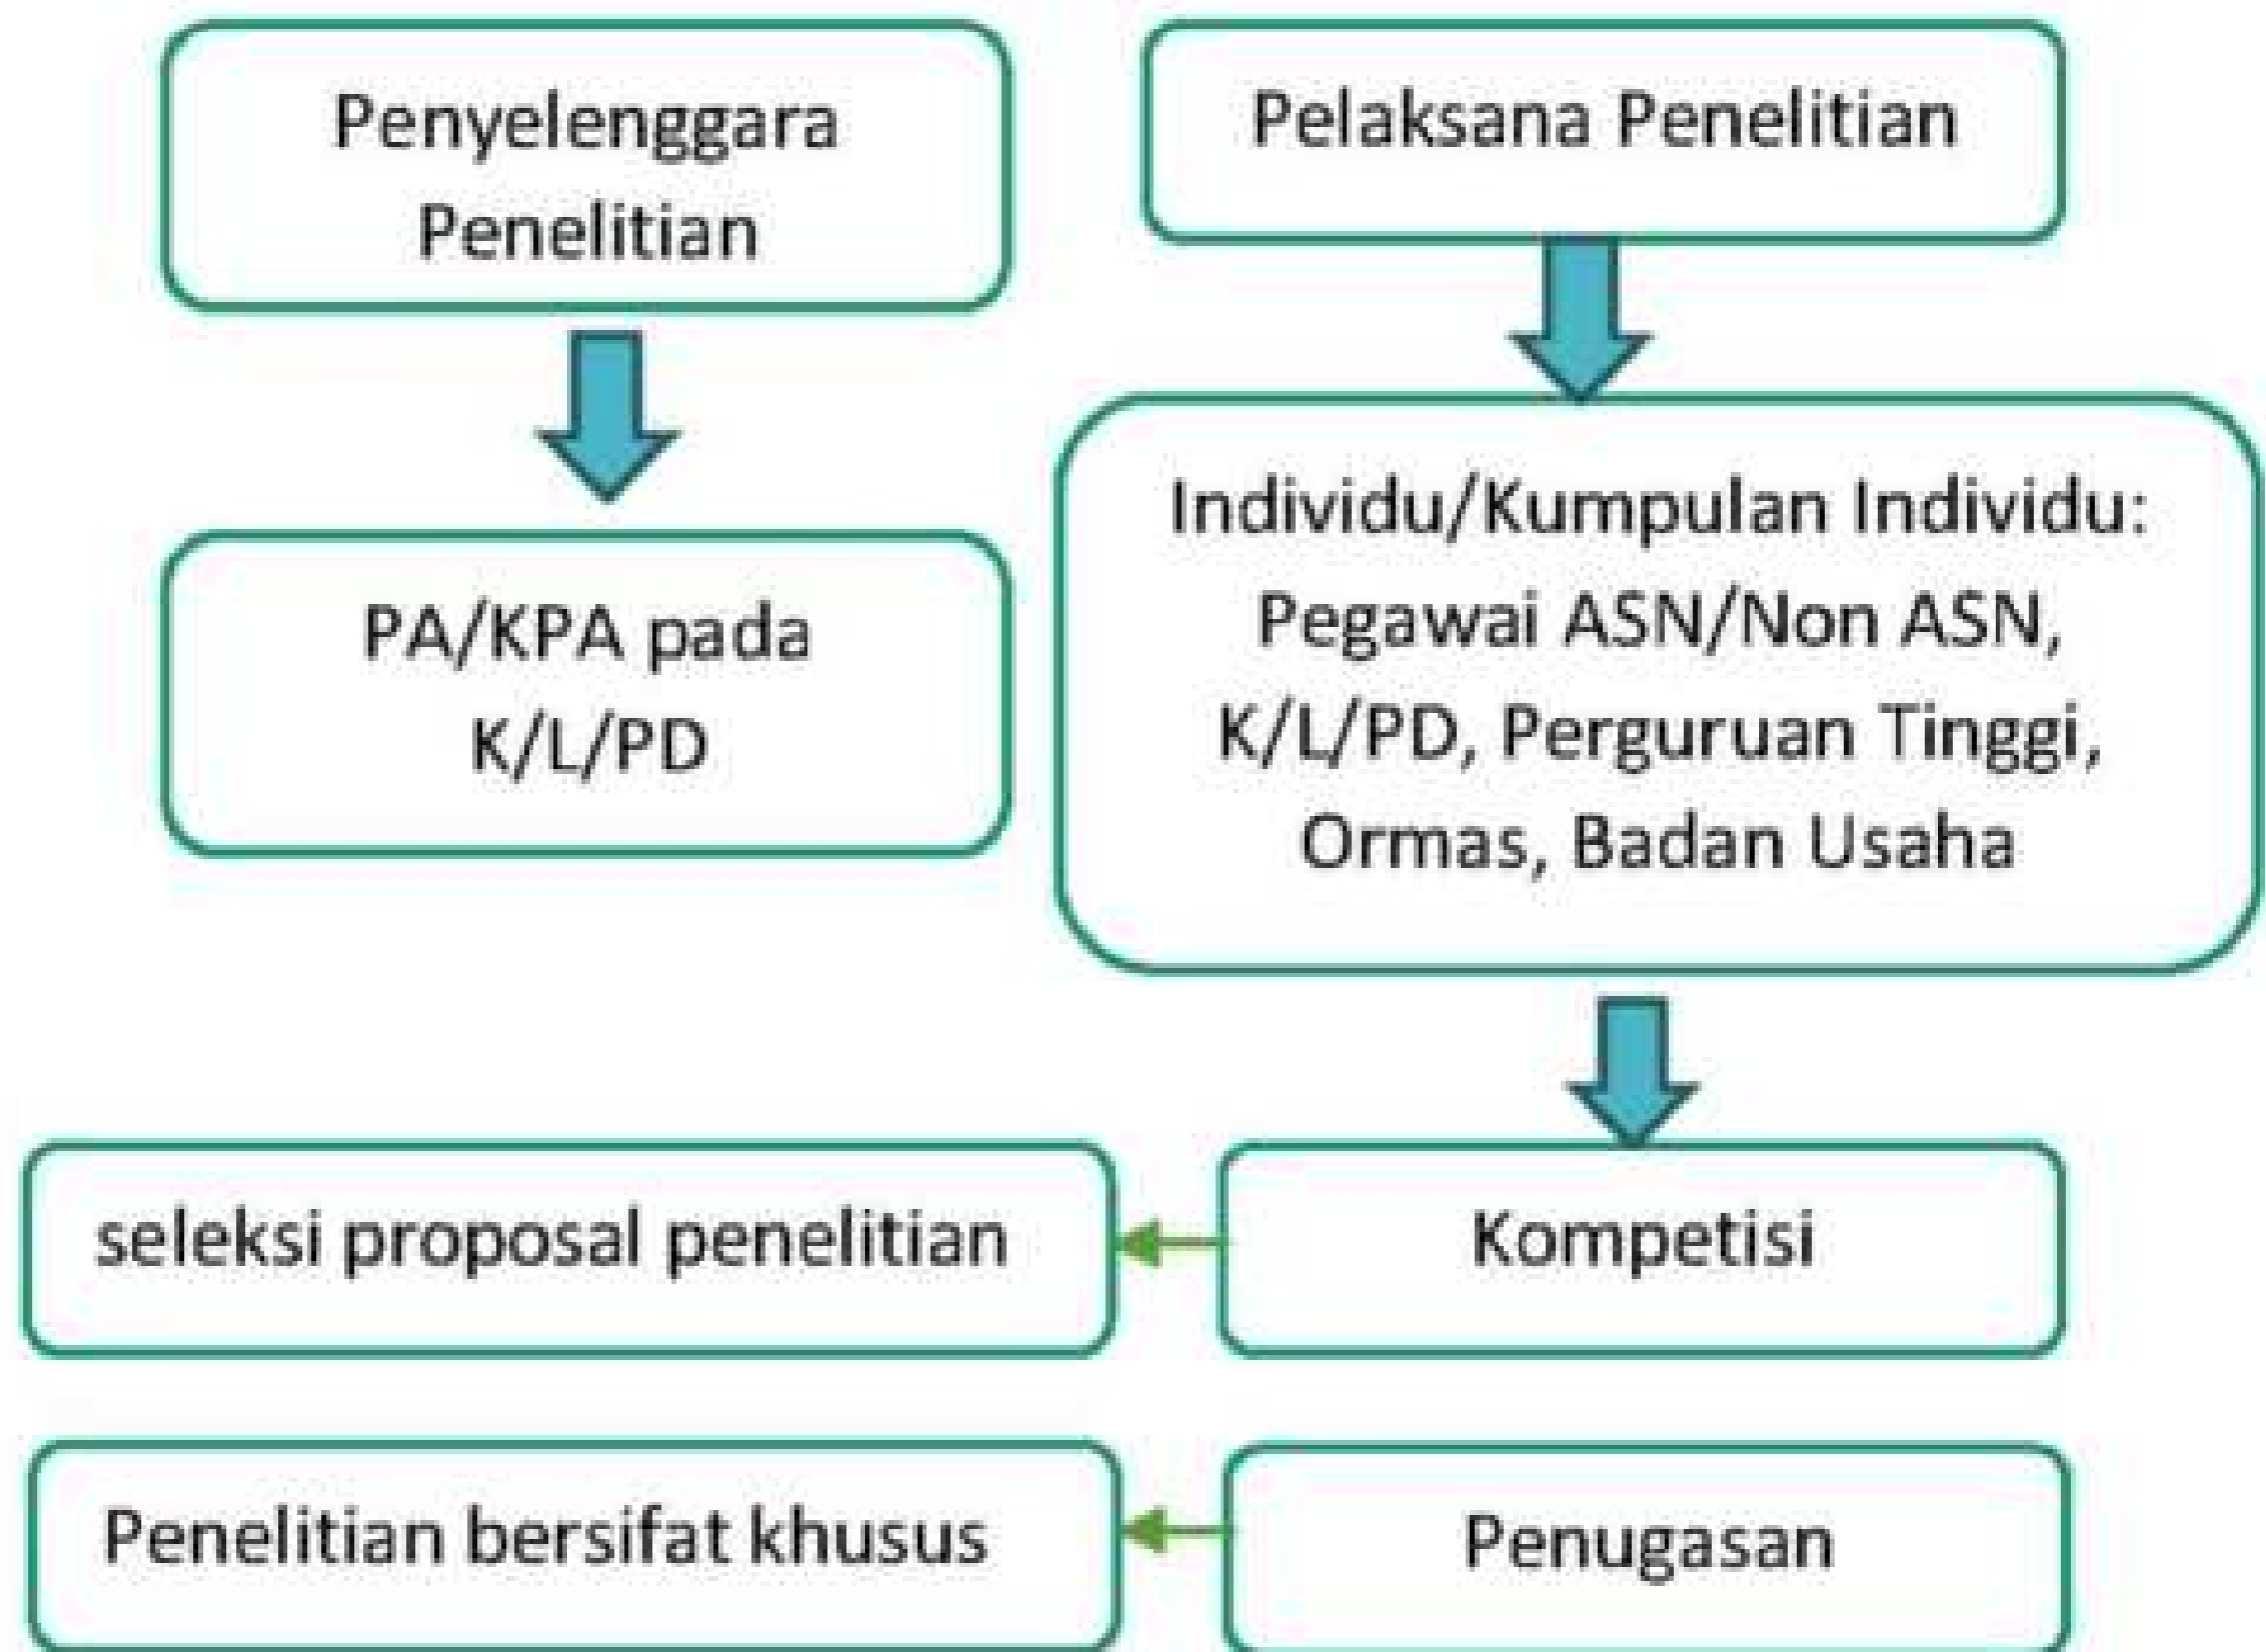 Penyelenggara
Penelitian
Pelaksana Penelitian
PA/KPA pada
K/L/PD
Individu/Kumpulan Individu:
Pegawai ASN/Non ASN,
K/L/PD, Perguruan Tinggi,
Ormas, Badan Usaha
seleksi proposal penelitian
Kompetisi
Penelitian bersifat khusus
Penugasan